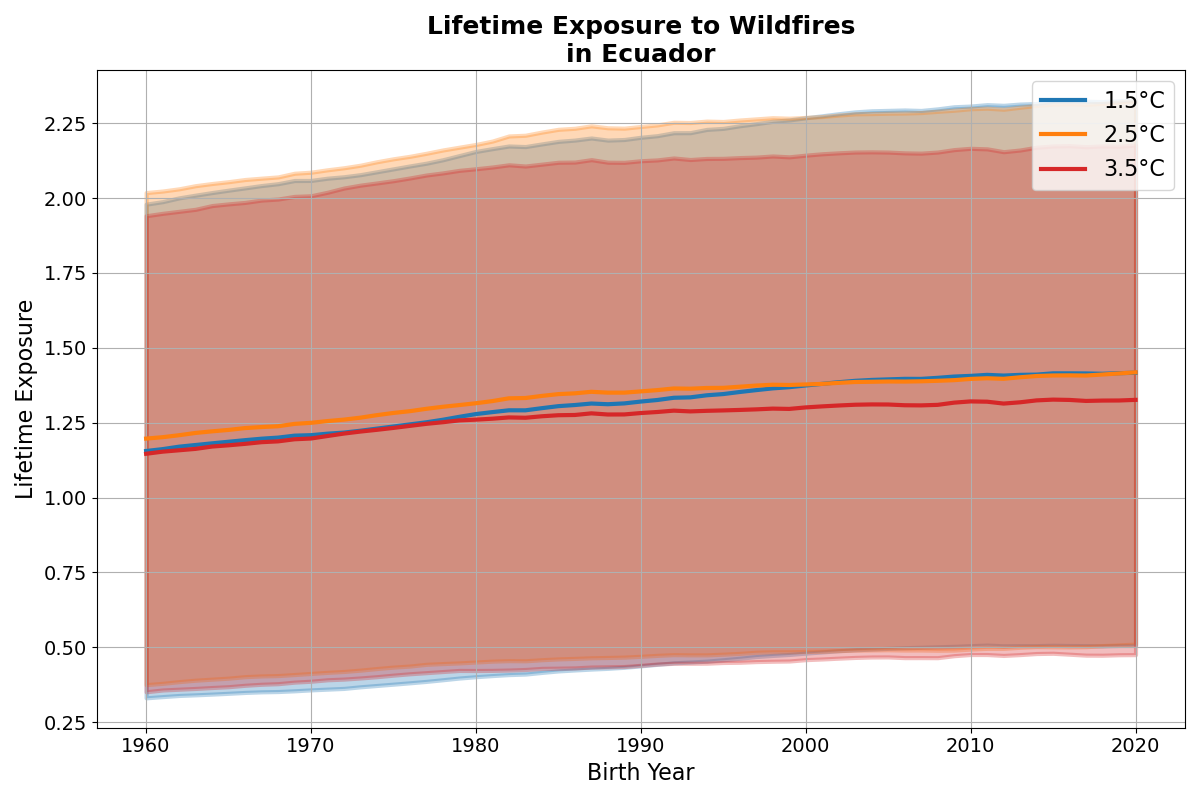 Lifetime Exposure to Wildfires
in Ecuador
Lifetime Exposure
2.25
2.00
1.75
1.50
1.25
1.00
0.75
0.50
0.25
1.5°C
2.5°C
3.5°C
1960
1970
1980
1990
2000
2010
2020
Birth Year